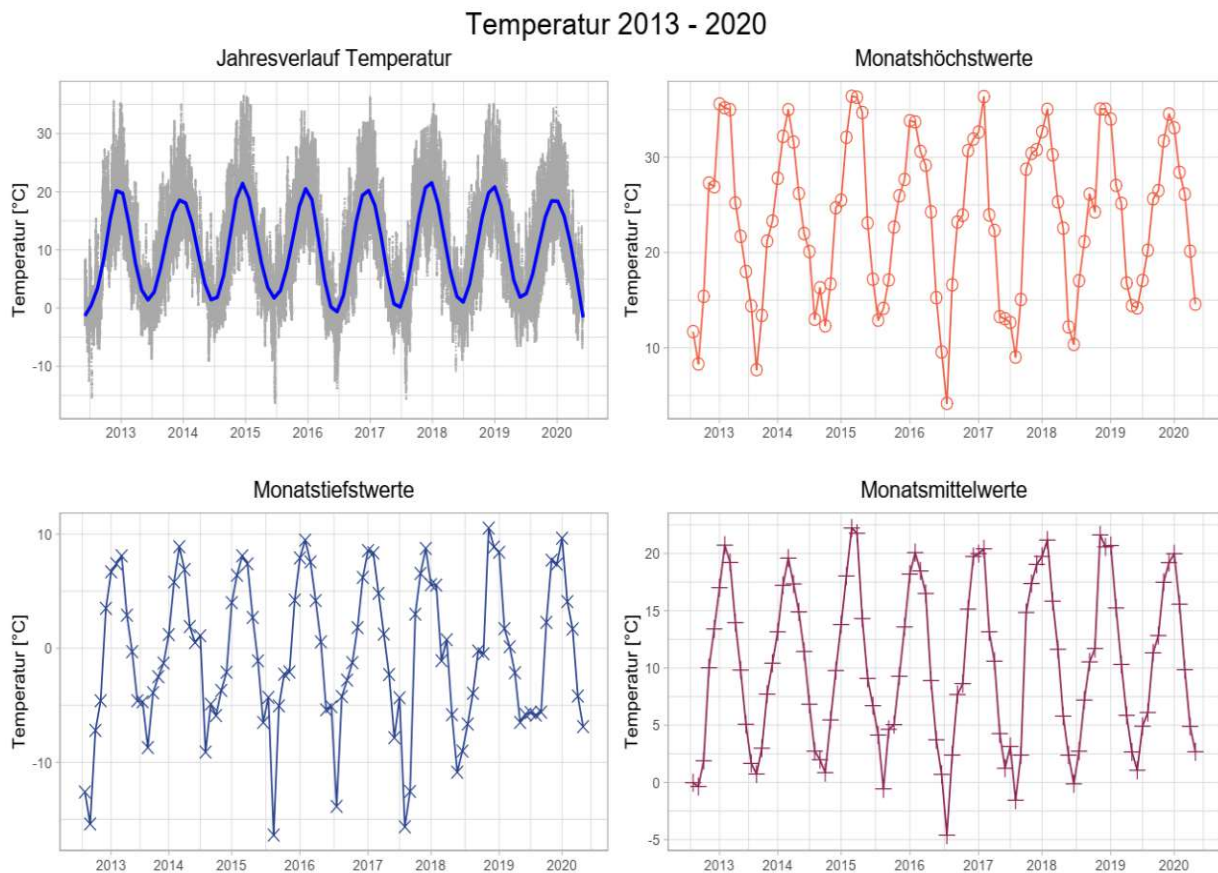 Temperatur 2013 - 2020
Jahresverlauf Temperatur
Temperatur [°C]
30
20
10
0
-10
2013 2014 2015 2016 2017 2018 2019 2020
Monatshöchstwerte
Temperatur [°C]
30
20
10
2013 2014 2015 2016 2017 2018 2019 2020
Monatstiefstwerte
Temperatur [°C]
10
0
-10
2013 2014 2015 2016 2017 2018 2019 2020
Monatsmittelwerte
Temperatur [°C]
20
15
10
5
0
-5
2013 2014 2015 2016 2017 2018 2019 2020